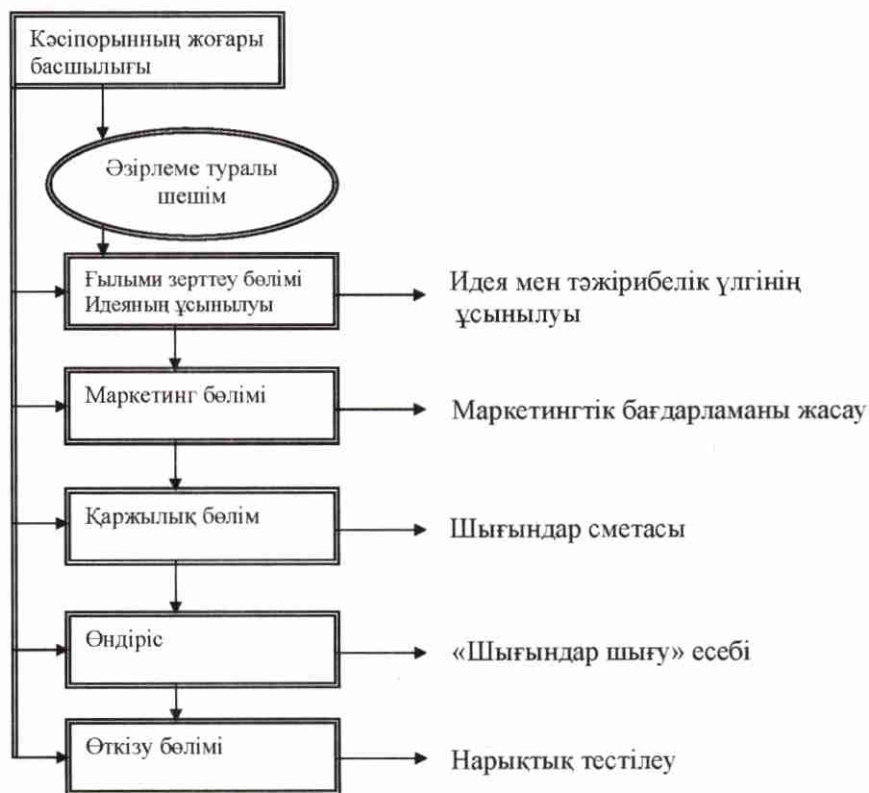 Кәсіпорынның жоғары
басшылығы
Әзірлеме туралы
шешім
Ғылыми зерттеу бөлімі
Идеяның ұсынылуы
Идея мен тәжірибелік үлгінің
ұсынылуы
Маркетинг бөлімі
Маркетингтік бағдарламаны жасау
Қаржылық бөлім
Шығындар сметасы
Өндіріс
«Шығындар шығу» есебі
Өткізу бөлімі
Нарықтық тестілеу